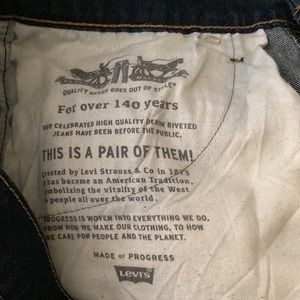 QUALITY NEVER GOES OUT OF STYLE®
For over 140 years
OUR CELEBRATED HIGH QUALITY DENIM RIVETED
JEANS HAVE BEEN BEFORE THE PUBLIC.
THIS IS A PAIR OF THEM!
Created by Levi Strauss & Co in 1873
has become an American Tradition,
symbolizing the vitality of the West
to people all over the world.
PROGRESS IS WOVEN INTO EVERYTHING WE DO,
FROM HOW WE MAKE OUR CLOTHING, TO HOW
WE CARE FOR PEOPLE AND THE PLANET.
MADE OF PROGRESS
Levi's